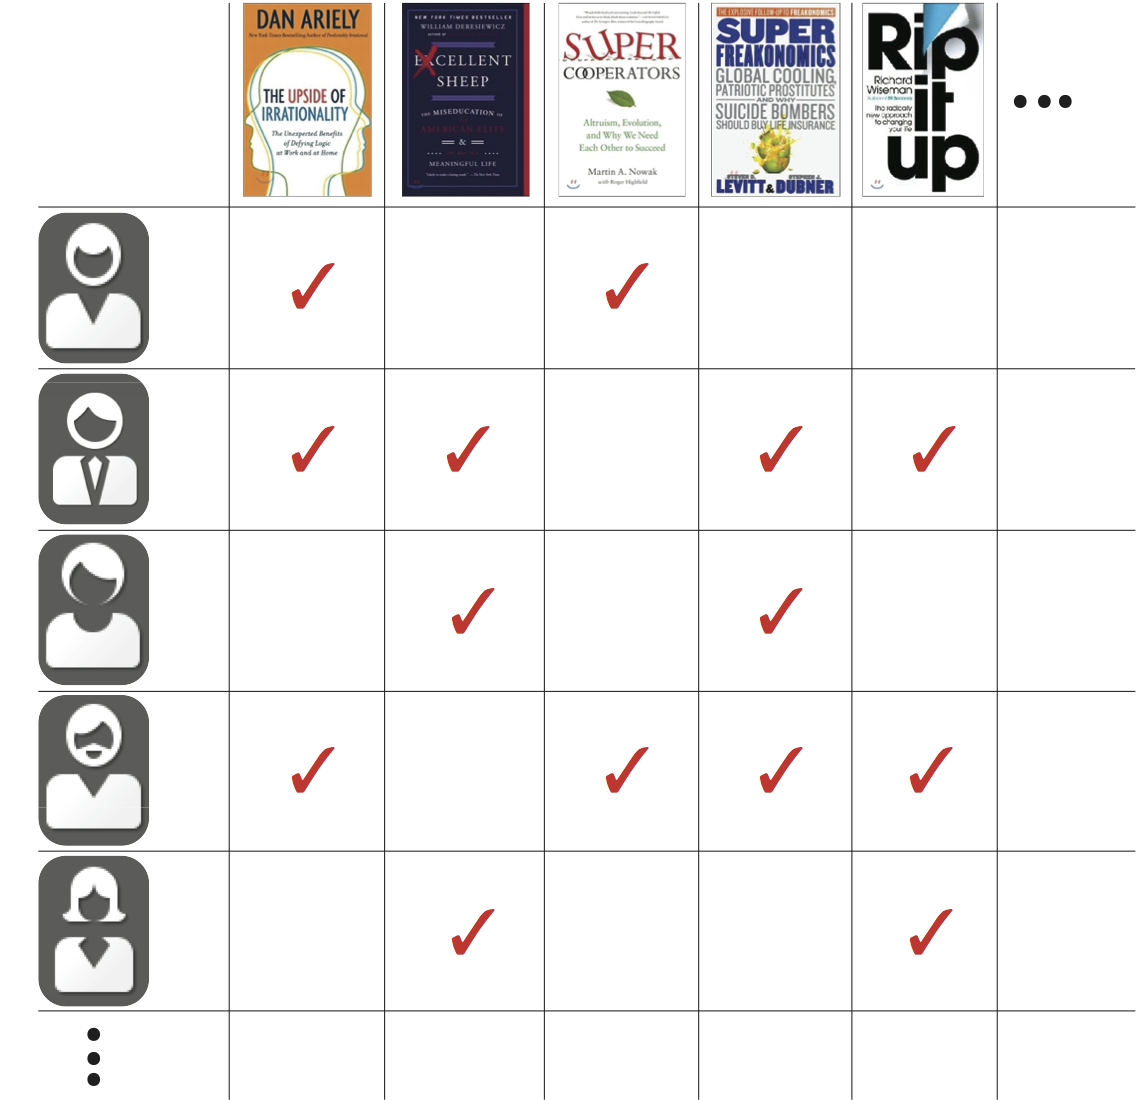 DAN ARIELY
New York Times Bestselling Author of Predictably Irrational
THE UPSIDE OF
IRRATIONALITY
The Unexpected Benefits
of Defying Logic
at Work and at Home
NEW YORK TIMES BESTSELLER
WILLIAM DERESIEWICZ
EXCELLENT
SHEEP
THE MISEDUCATION OF
AMERICAN ELITE
&
MEANINGFUL LIFE
SUPER
COOPERATORS
Altruism, Evolution,
and Why We Need
Each Other to Succeed
Martin A. Nowak
with Roger Highfield
THE EXPLOSIVE FOLLOW-UP TO FREAKONOMICS
SUPER
FREAKONOMICS
GLOBAL COOLING,
PATRIOTIC PROSTITUTES
AND WHY
SUICIDE BOMBERS
SHOULD BUY LIFE INSURANCE
STEVEN D. STEPHEN J.
LEVITT & DUBNER
Rip
it
up
Richard
Wiseman
The radically
new approach
to changing
your life